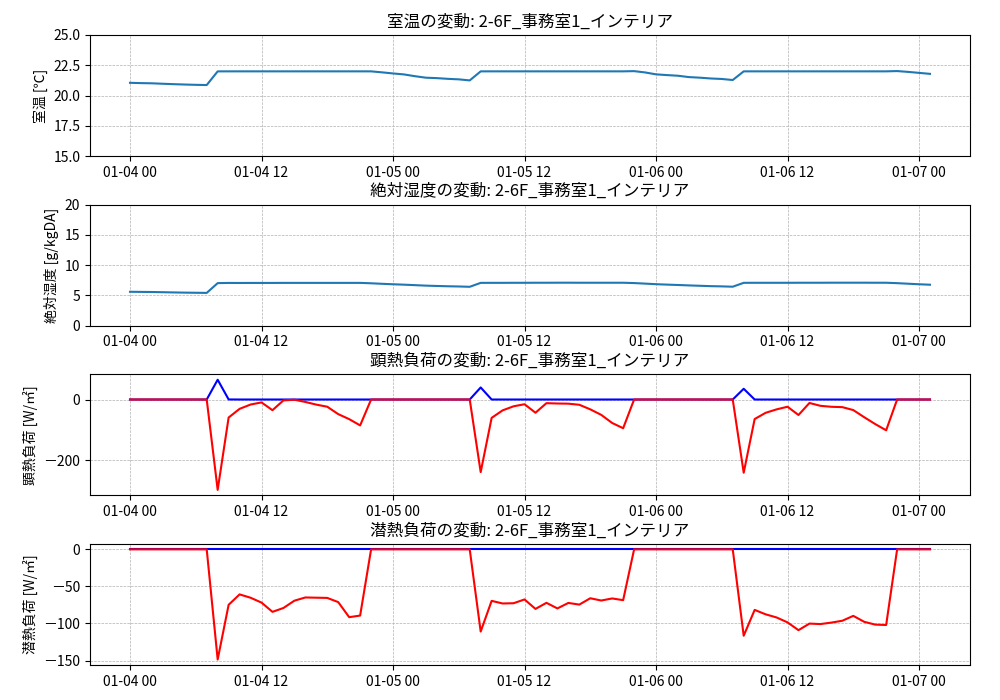 室温の変動: 2-6F_事務室1_インテリア
25.0
22.5
20.0
17.5
15.0
室温 [℃]
01-04 00 01-04 12 01-05 00 01-05 12 01-06 00 01-06 12 01-07 00
絶対湿度の変動: 2-6F_事務室1_インテリア
20
15
10
5
0
絶対湿度 [g/kgDA]
01-04 00 01-04 12 01-05 00 01-05 12 01-06 00 01-06 12 01-07 00
顕熱負荷の変動: 2-6F_事務室1_インテリア
0
−200
顕熱負荷 [W/㎡]
01-04 00 01-04 12 01-05 00 01-05 12 01-06 00 01-06 12 01-07 00
潜熱負荷の変動: 2-6F_事務室1_インテリア
0
−50
−100
−150
潜熱負荷 [W/㎡]
01-04 00 01-04 12 01-05 00 01-05 12 01-06 00 01-06 12 01-07 00